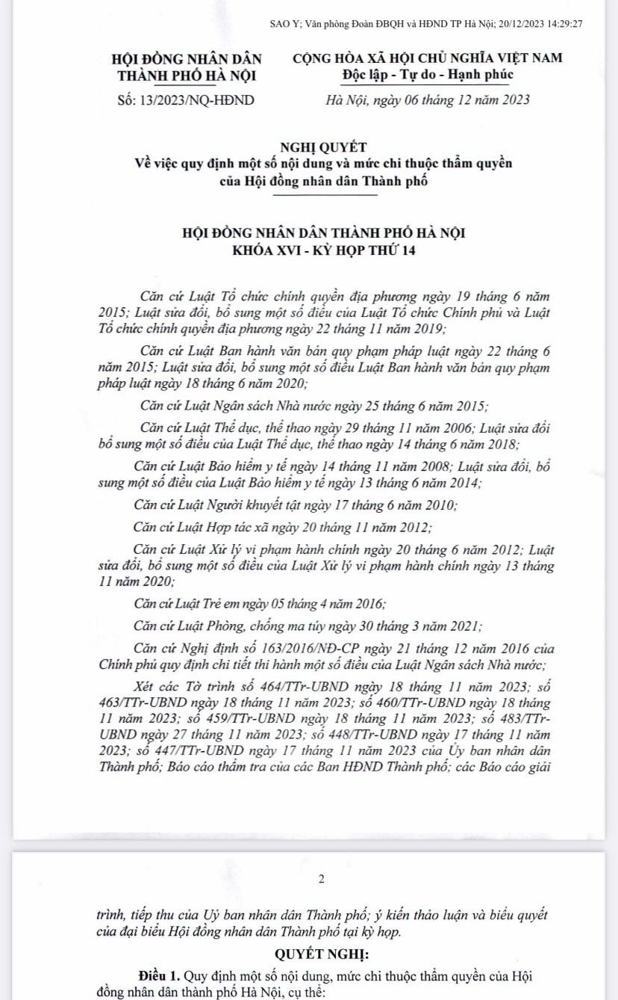 SAO Y; Văn phòng Đoàn ĐBQH và HĐND TP Hà Nội; 20/12/2023 14:29:27
HỘI ĐỒNG NHÂN DÂN
THÀNH PHỐ HÀ NỘI
Số: 13/2023/NQ-HĐND
CỘNG HÒA XÃ HỘI CHỦ NGHĨA VIỆT NAM
Độc lập - Tự do - Hạnh phúc
Hà Nội, ngày 06 tháng 12 năm 2023
NGHỊ QUYẾT
Về việc quy định một số nội dung và mức chi thuộc thẩm quyền
của Hội đồng nhân dân Thành phố
HỘI ĐỒNG NHÂN DÂN THÀNH PHỐ HÀ NỘI
KHÓA XVI - KỲ HỌP THỨ 14
Căn cứ Luật Tổ chức chính quyền địa phương ngày 19 tháng 6 năm
2015; Luật sửa đổi, bổ sung một số điều của Luật Tổ chức Chính phủ và Luật
Tổ chức chính quyền địa phương ngày 22 tháng 11 năm 2019;
Căn cứ Luật Ban hành văn bản quy phạm pháp luật ngày 22 tháng 6
năm 2015; Luật sửa đổi, bổ sung một số điều Luật Ban hành văn bản quy phạm
pháp luật ngày 18 tháng 6 năm 2020;
Căn cứ Luật Ngân sách Nhà nước ngày 25 tháng 6 năm 2015;
Căn cứ Luật Thể dục, thể thao ngày 29 tháng 11 năm 2006; Luật sửa đổi
bổ sung một số điều của Luật Thể dục, thể thao ngày 14 tháng 6 năm 2018;
Căn cứ Luật Bảo hiểm y tế ngày 14 tháng 11 năm 2008; Luật sửa đổi, bổ
sung một số điều của Luật Bảo hiểm y tế ngày 13 tháng 6 năm 2014;
Căn cứ Luật Người khuyết tật ngày 17 tháng 6 năm 2010;
Căn cứ Luật Hợp tác xã ngày 20 tháng 11 năm 2012;
Căn cứ Luật Xử lý vi phạm hành chính ngày 20 tháng 6 năm 2012; Luật
sửa đổi, bổ sung một số điều của Luật Xử lý vi phạm hành chính ngày 13 tháng
11 năm 2020;
Căn cứ Luật Trẻ em ngày 05 tháng 4 năm 2016;
Căn cứ Luật Phòng, chống ma túy ngày 30 tháng 3 năm 2021;
Căn cứ Nghị định số 163/2016/NĐ-CP ngày 21 tháng 12 năm 2016 của
Chính phủ quy định chi tiết thi hành một số điều của Luật Ngân sách Nhà nước;
Xét các Tờ trình số 464/TTr-UBND ngày 18 tháng 11 năm 2023; số
463/TTr-UBND ngày 18 tháng 11 năm 2023; số 460/TTr-UBND ngày 18 tháng
11 năm 2023; số 459/TTr-UBND ngày 18 tháng 11 năm 2023; số 483/TTr-
UBND ngày 27 tháng 11 năm 2023; số 448/TTr-UBND ngày 17 tháng 11 năm
2023; số 447/TTr-UBND ngày 17 tháng 11 năm 2023 của Ủy ban nhân dân
Thành phố; Báo cáo thẩm tra của các Ban HĐND Thành phố; các Báo cáo giải
2
trình, tiếp thu của Uỷ ban nhân dân Thành phố; ý kiến thảo luận và biểu quyết
của đại biểu Hội đồng nhân dân Thành phố tại kỳ họp.
QUYẾT NGHỊ:
Điều 1. Quy định một số nội dung, mức chi thuộc thẩm quyền của Hội
đồng nhân dân thành phố Hà Nội, cụ thể: